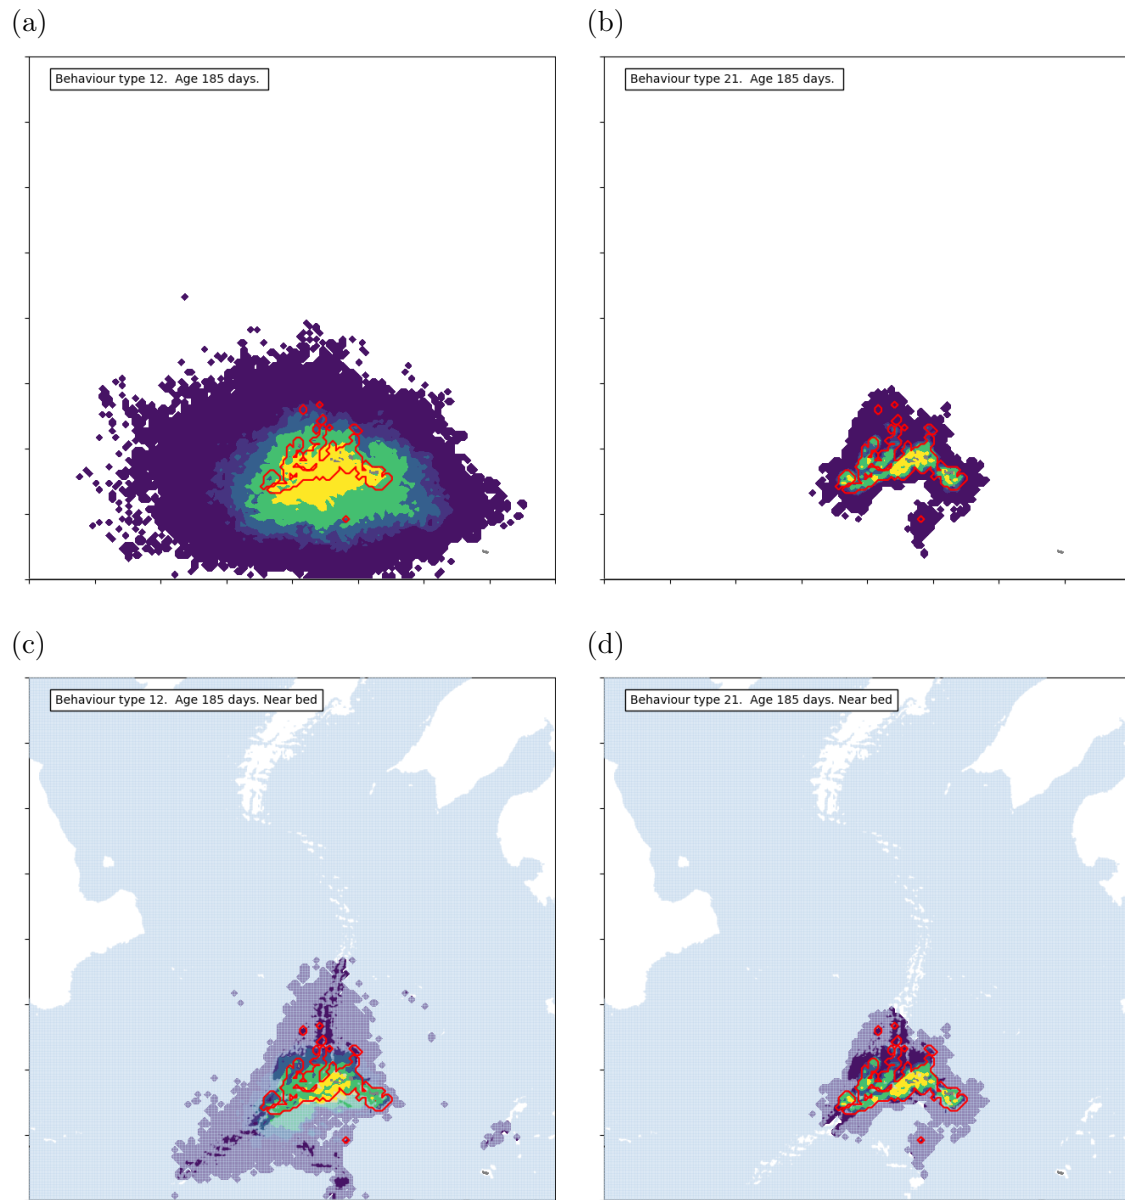 (a)
(b)
Behaviour type 12.  Age 185 days.
Behaviour type 21.  Age 185 days.
(c)
(d)
Behaviour type 12.  Age 185 days. Near bed
Behaviour type 21.  Age 185 days. Near bed